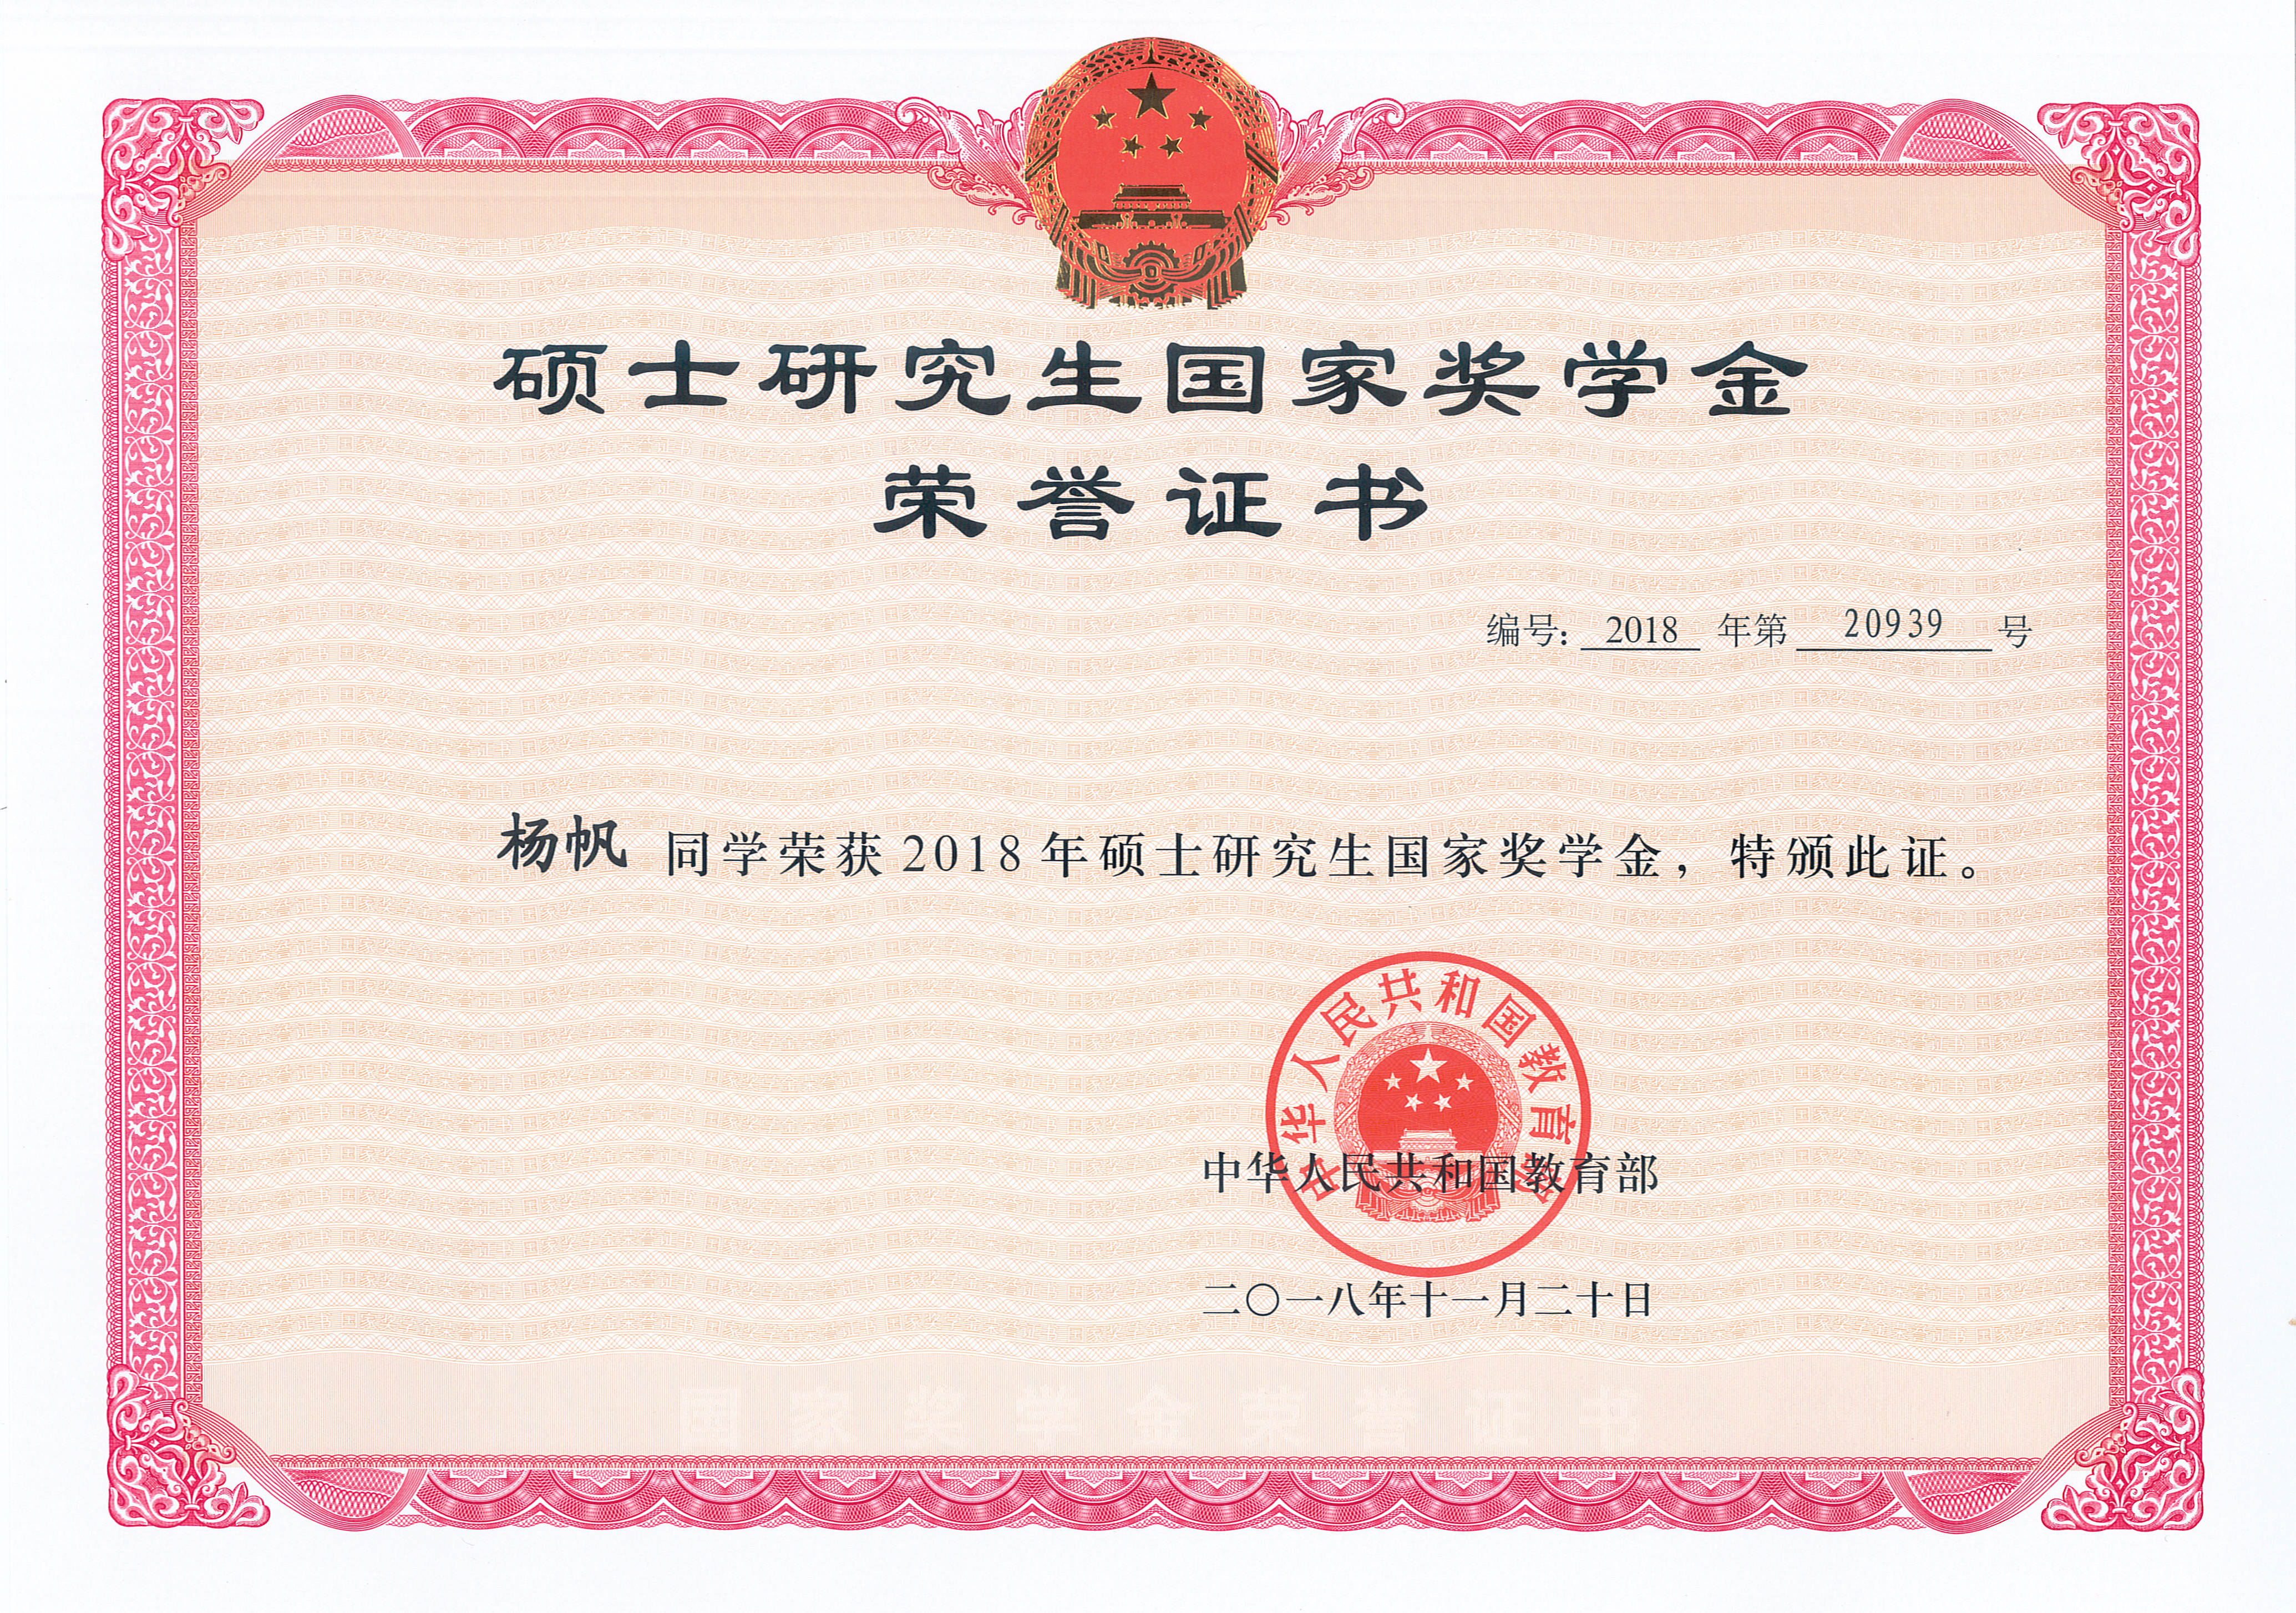 硕士研究生国家奖学金
荣誉证书
编号: 2018 年第 20939 号
杨帆 同学荣获 2018 年硕士研究生国家奖学金，特颁此证。
中华人民共和国教育部
中华人民共和国教育部
二〇一八年十一月二十日
国家奖学金荣誉证书